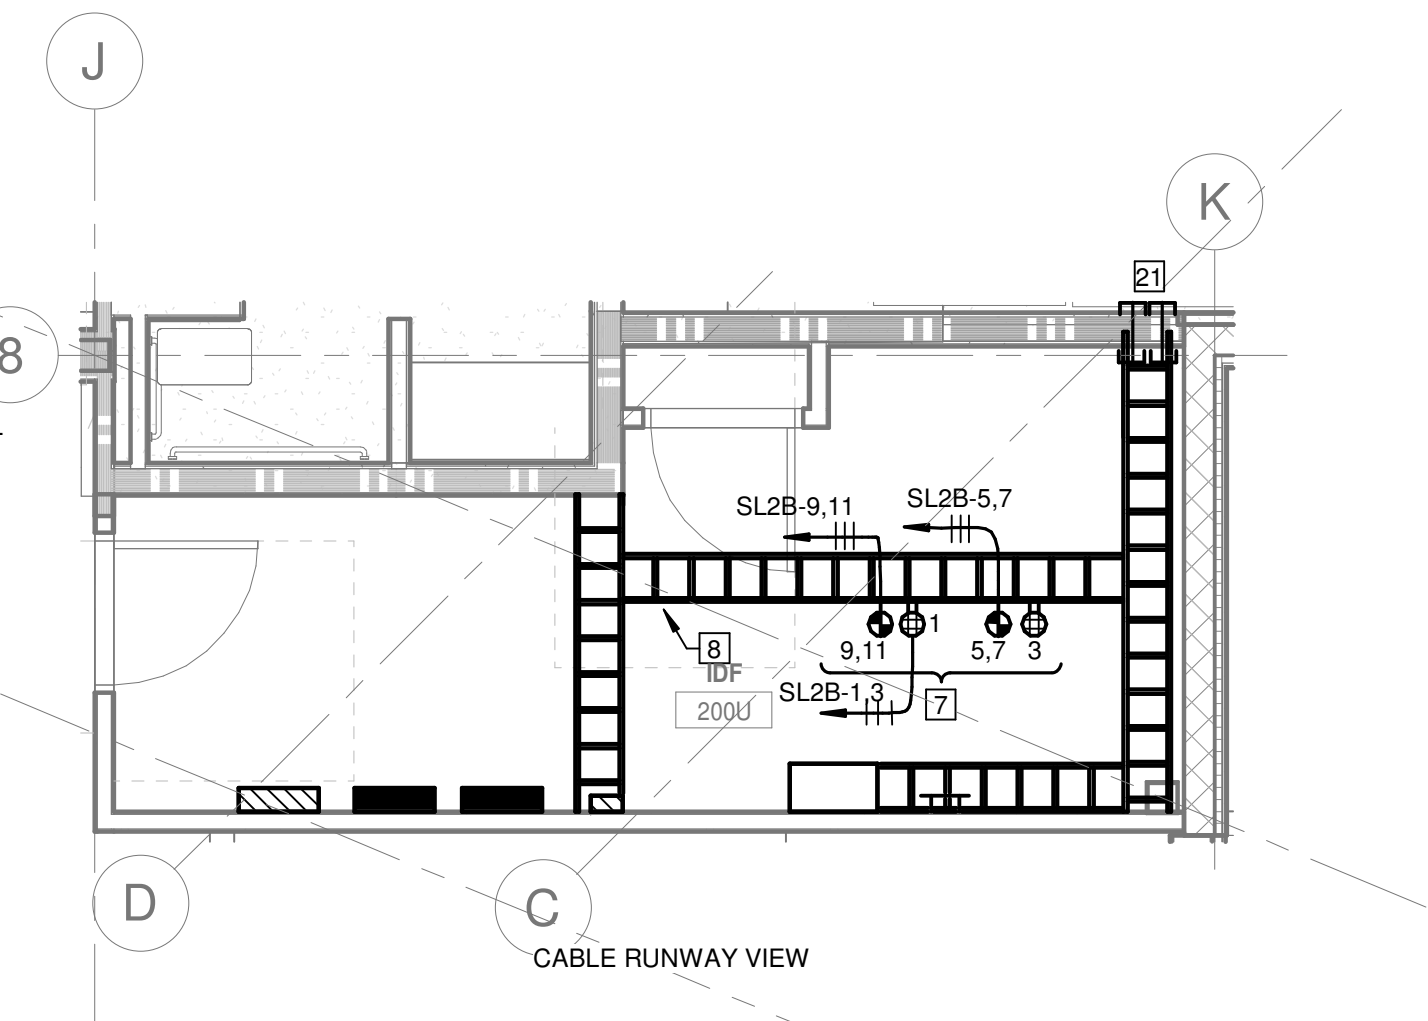 J
K
21
8
SL2B-9,11
SL2B-5,7
1
9,11
5,7
3
8
IDF
200U
SL2B-1,3
7
D
C
CABLE RUNWAY VIEW